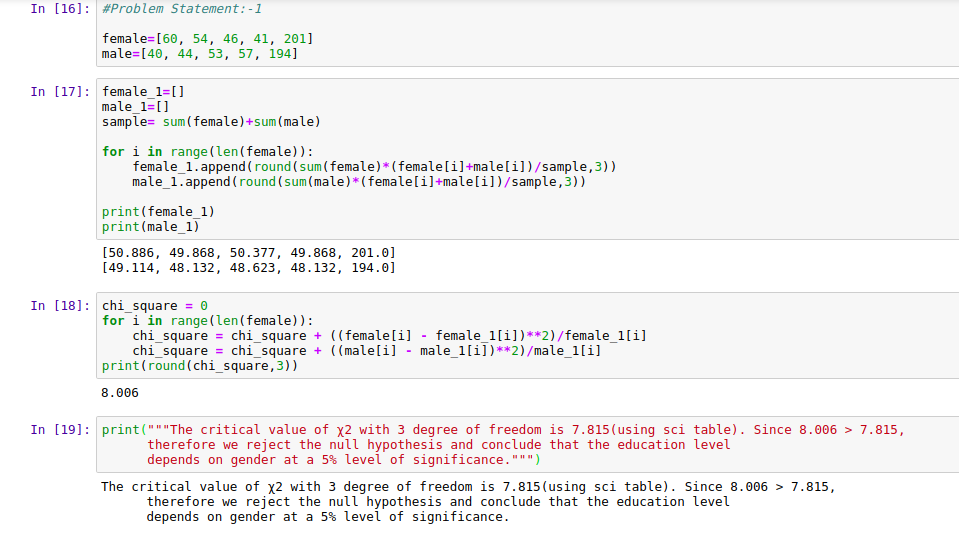 In [16]: #Problem Statement:-1
female=[60, 54, 46, 41, 201]
male=[40, 44, 53, 57, 194]
In [17]: female_1=[]
male_1=[]
sample= sum(female)+sum(male)
for i in range(len(female)):
    female_1.append(round(sum(female)*(female[i]+male[i])/sample,3))
    male_1.append(round(sum(male)*(female[i]+male[i])/sample,3))
print(female_1)
print(male_1)
[50.886, 49.868, 50.377, 49.868, 201.0]
[49.114, 48.132, 48.623, 48.132, 194.0]
In [18]: chi_square = 0
for i in range(len(female)):
    chi_square = chi_square + ((female[i] - female_1[i])**2)/female_1[i]
    chi_square = chi_square + ((male[i] - male_1[i])**2)/male_1[i]
print(round(chi_square,3))
8.006
In [19]: print("""The critical value of χ2 with 3 degree of freedom is 7.815(using sci table). Since 8.006 > 7.815,
      therefore we reject the null hypothesis and conclude that the education level
      depends on gender at a 5% level of significance.""")
The critical value of χ2 with 3 degree of freedom is 7.815(using sci table). Since 8.006 > 7.815,
      therefore we reject the null hypothesis and conclude that the education level
      depends on gender at a 5% level of significance.